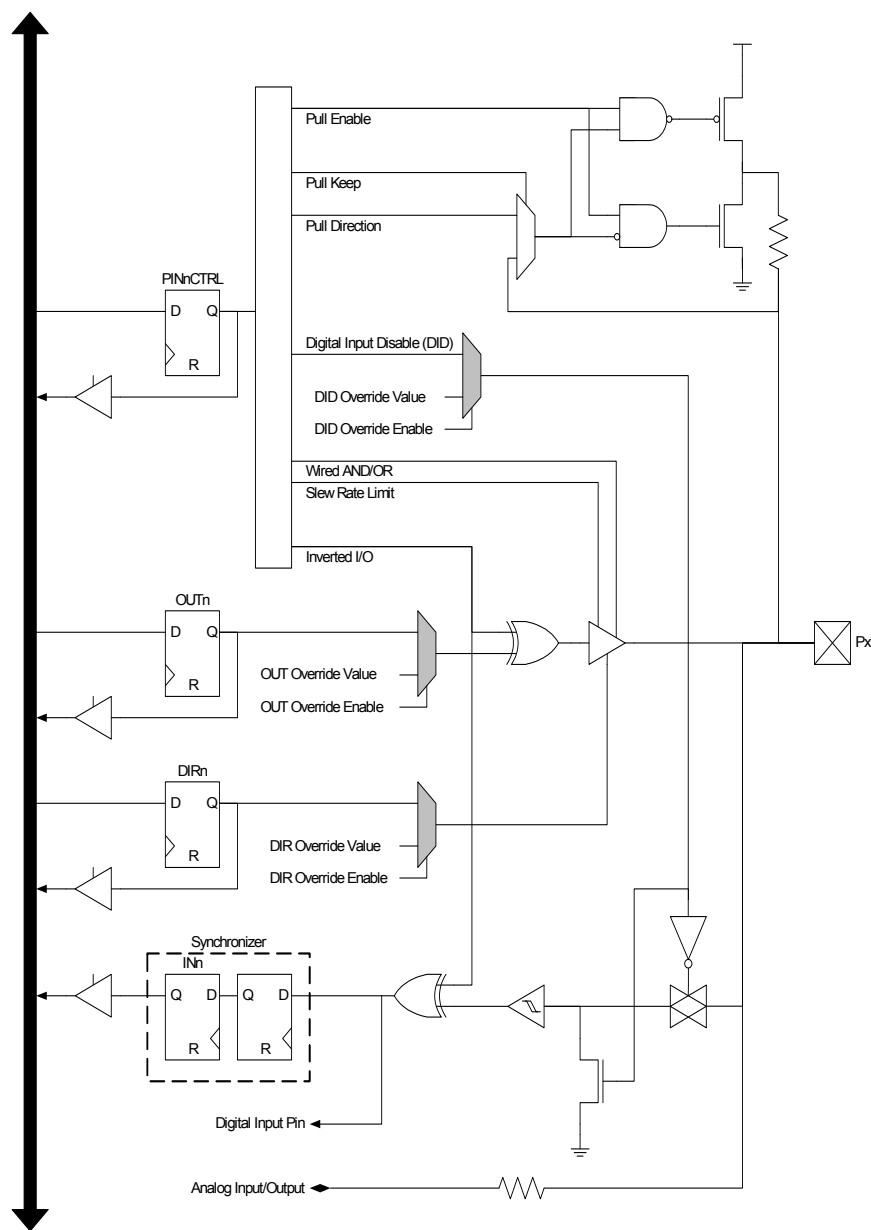 Pull Enable
Pull Keep
Pull Direction
PINnCTRL
D Q
R
Digital Input Disable (DID)
DID Override Value
DID Override Enable
Wired AND/OR
Slew Rate Limit
Inverted I/O
OUTn
D Q
R
OUT Override Value
OUT Override Enable
Px
DIRn
D Q
R
DIR Override Value
DIR Override Enable
Synchronizer
INn
Q D Q D
R R
Digital Input Pin
Analog Input/Output